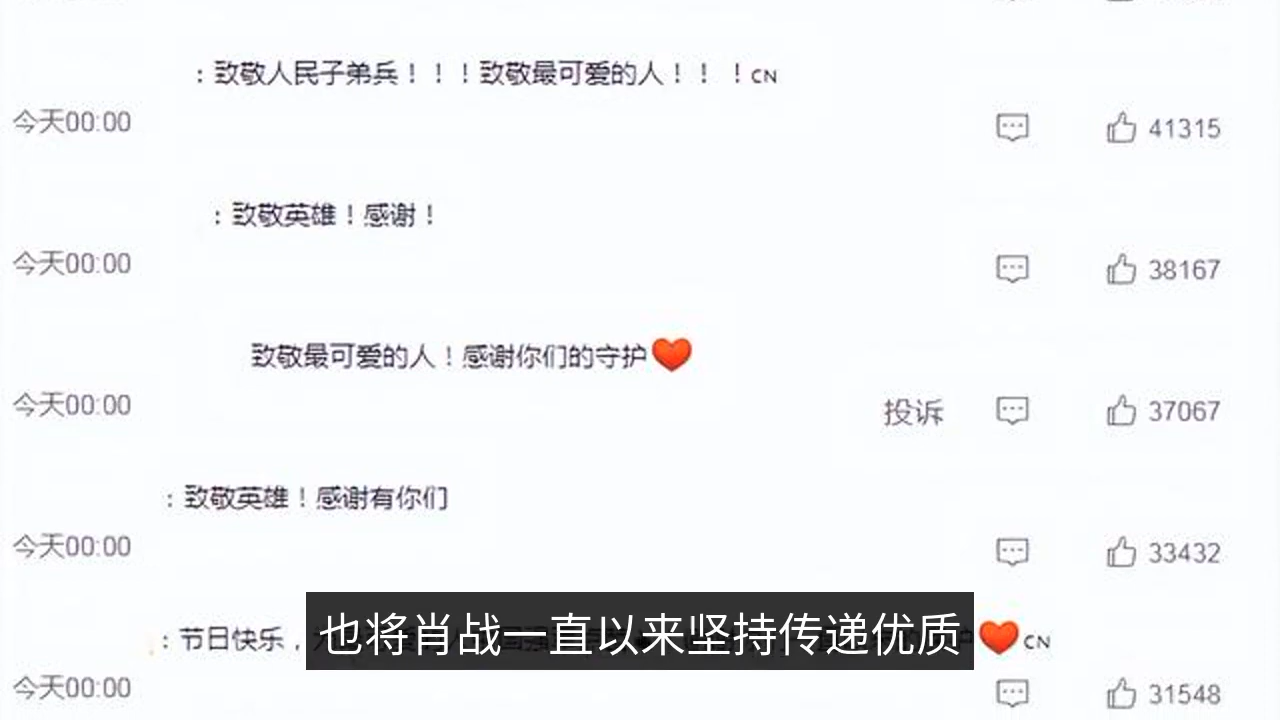 ：致敬人民子弟兵！！！致敬最可爱的人！！！CN
今天00:00
41315
：致敬英雄！感谢！
今天00:00
38167
致敬最可爱的人！感谢你们的守护
今天00:00
投诉
37067
：致敬英雄！感谢有你们
今天00:00
33432
：节日快乐，
CN
也将肖战一直以来坚持传递优质
今天00:00
31548